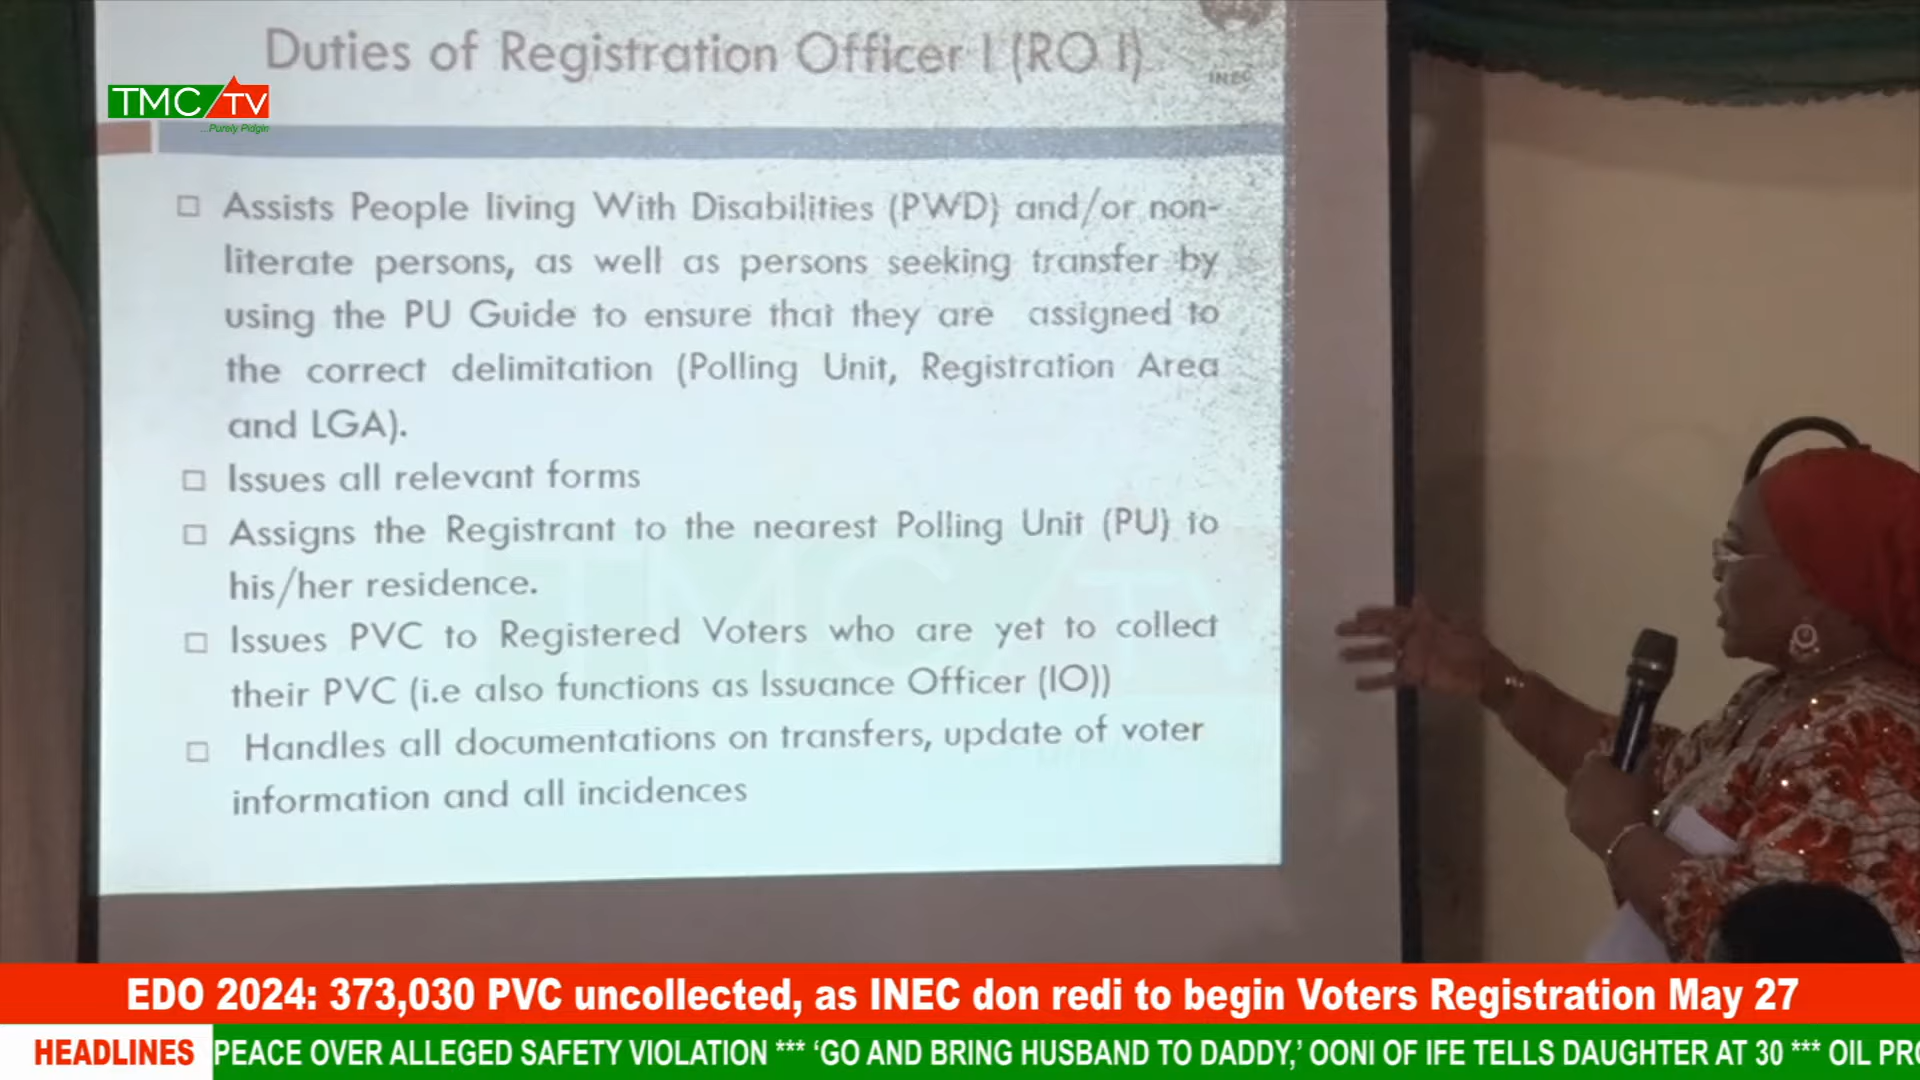 Duties of Registration Officer I (RO I)
INEC
TMC TV
...Purely Pidgin
Assists People living With Disabilities (PWD) and/or non-
literate persons, as well as persons seeking transfer by
using the PU Guide to ensure that they are assigned to
the correct delimitation (Polling Unit, Registration Area
and LGA).
Issues all relevant forms
Assigns the Registrant to the nearest Polling Unit (PU) to
his/her residence.
Issues PVC to Registered Voters who are yet to collect
their PVC (i.e also functions as Issuance Officer (IO))
Handles all documentations on transfers, update of voter
information and all incidences
TMC TV
EDO 2024: 373,030 PVC uncollected, as INEC don redi to begin Voters Registration May 27
HEADLINES
PEACE OVER ALLEGED SAFETY VIOLATION *** ‘GO AND BRING HUSBAND TO DADDY,’ OONI OF IFE TELLS DAUGHTER AT 30 *** OIL PRO